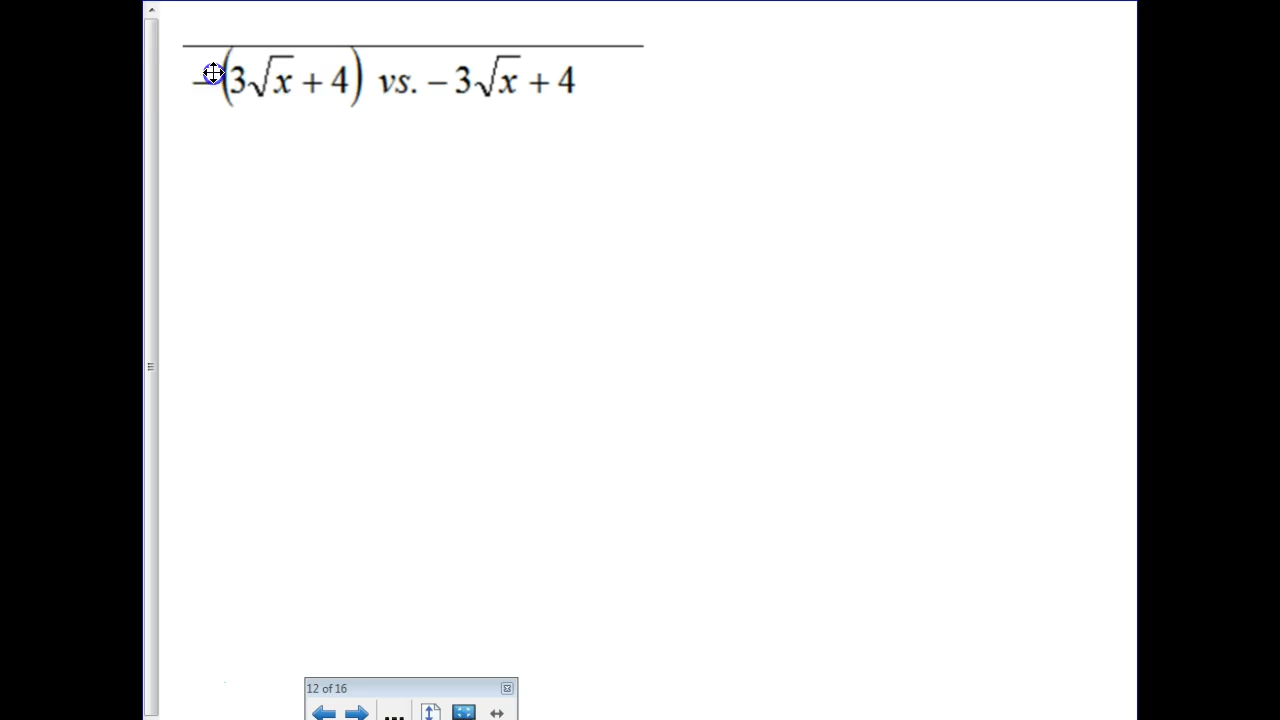 −(3√x + 4) vs. − 3√x + 4
12 of 16